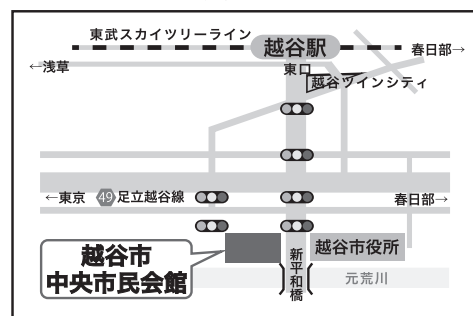 東武スカイツリーライン
越谷駅
春日部→
←浅草
東口
越谷ツインシティ
←東京
49
足立越谷線
春日部→
越谷市
中央市民会館
新平和橋
越谷市役所
元荒川